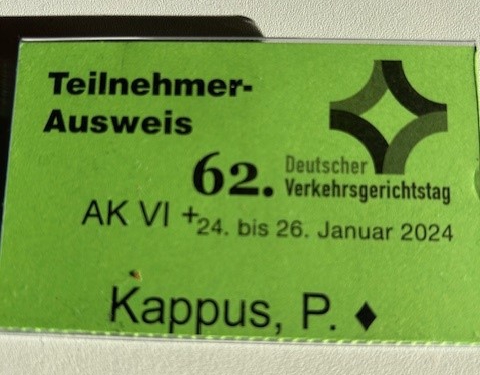 Teilnehmer-
Ausweis
62. Deutscher
Verkehrsgerichtstag
AK VI +
24. bis 26. Januar 2024
Kappus, P. ♦